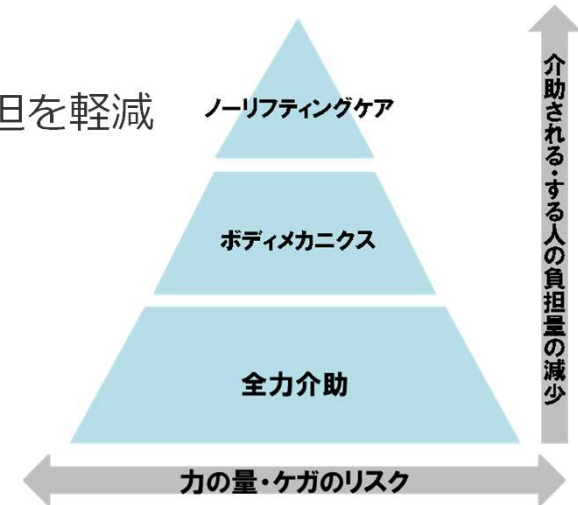 担を軽減
ノーリフティングケア
ボディメカニクス
全力介助
力の量・ケガのリスク
介助される・する人の負担量の減少